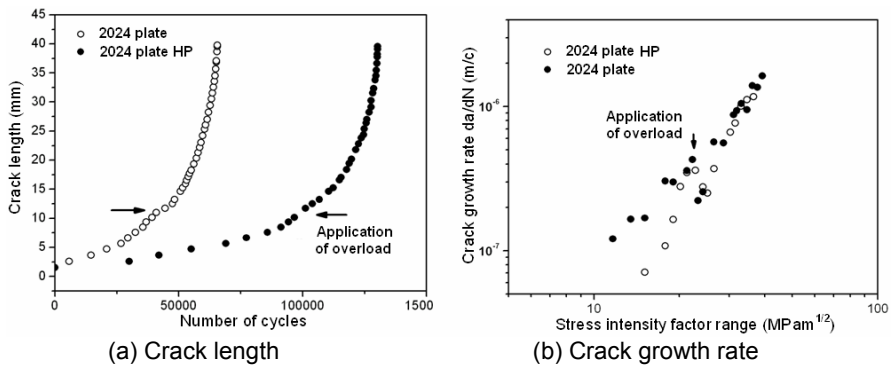 45
40
35
30
25
20
15
10
5
0
Crack length (mm)
2024 plate
2024 plate HP
Application
of overload
0
50000
100000
1500
Number of cycles
(a) Crack length
Crack growth rate da/dN (m/c)
10^-6
10^-7
2024 plate HP
2024 plate
Application
of overload
10
100
Stress intensity factor range (MPam^1/2)
(b) Crack growth rate